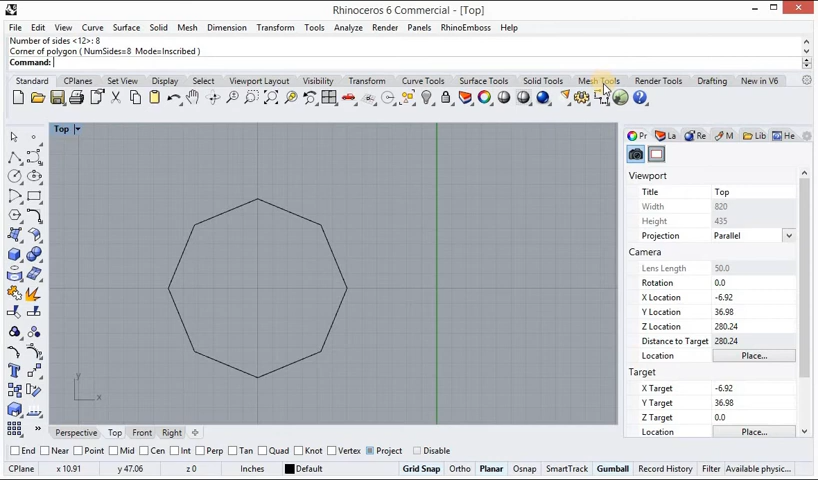 Rhinoceros 6 Commercial - [Top]
File Edit View Curve Surface Solid Mesh Dimension Transform Tools Analyze Render Panels RhinoEmboss Help
Number of sides <12>: 8
Corner of polygon ( NumSides=8 Mode=Inscribed )
Command:
Standard CPlanes Set View Display Select Viewport Layout Visibility Transform Curve Tools Surface Tools Solid Tools Mesh Tools Render Tools Drafting New in V6
Top
Pr La Re M Lib He
Viewport
Title Top
Width 820
Height 435
Projection Parallel
Camera
Lens Length 50.0
Rotation 0.0
X Location -6.92
Y Location 36.98
Z Location 280.24
Distance to Target 280.24
Location Place...
Target
X Target -6.92
Y Target 36.98
Z Target 0.0
Location Place...
y
x
Perspective Top Front Right
End Near Point Mid Cen Int Perp Tan Quad Knot Vertex Project Disable
CPlane x 10.91 y 47.06 z 0 Inches Default Grid Snap Ortho Planar Osnap SmartTrack Gumball Record History Filter Available physic...